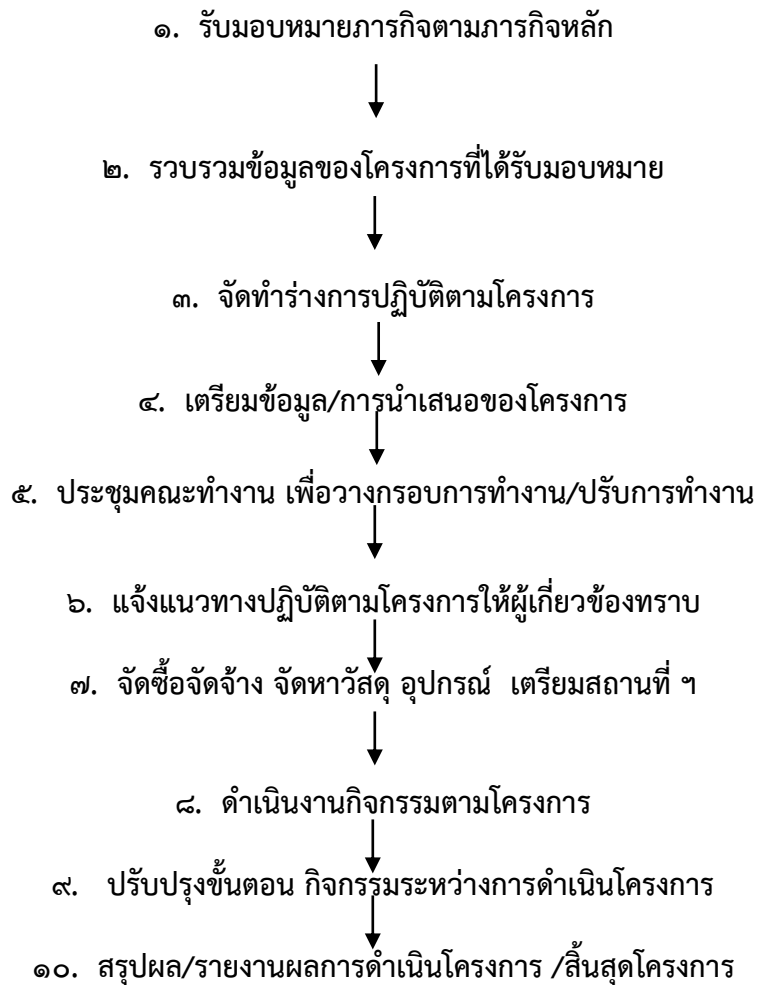 ๑. รับมอบหมายภารกิจตามภารกิจหลัก
๒. รวบรวมข้อมูลของโครงการที่ได้รับมอบหมาย
๓. จัดทำร่างการปฏิบัติตามโครงการ
๔. เตรียมข้อมูล/การนำเสนอของโครงการ
๕. ประชุมคณะทำงาน เพื่อวางกรอบการทำงาน/ปรับการทำงาน
๖. แจ้งแนวทางปฏิบัติตามโครงการให้ผู้เกี่ยวข้องทราบ
๗. จัดซื้อจัดจ้าง จัดหาวัสดุ อุปกรณ์ เตรียมสถานที่ ฯ
๘. ดำเนินงานกิจกรรมตามโครงการ
๙. ปรับปรุงขั้นตอน กิจกรรมระหว่างการดำเนินโครงการ
๑๐. สรุปผล/รายงานผลการดำเนินโครงการ /สิ้นสุดโครงการ